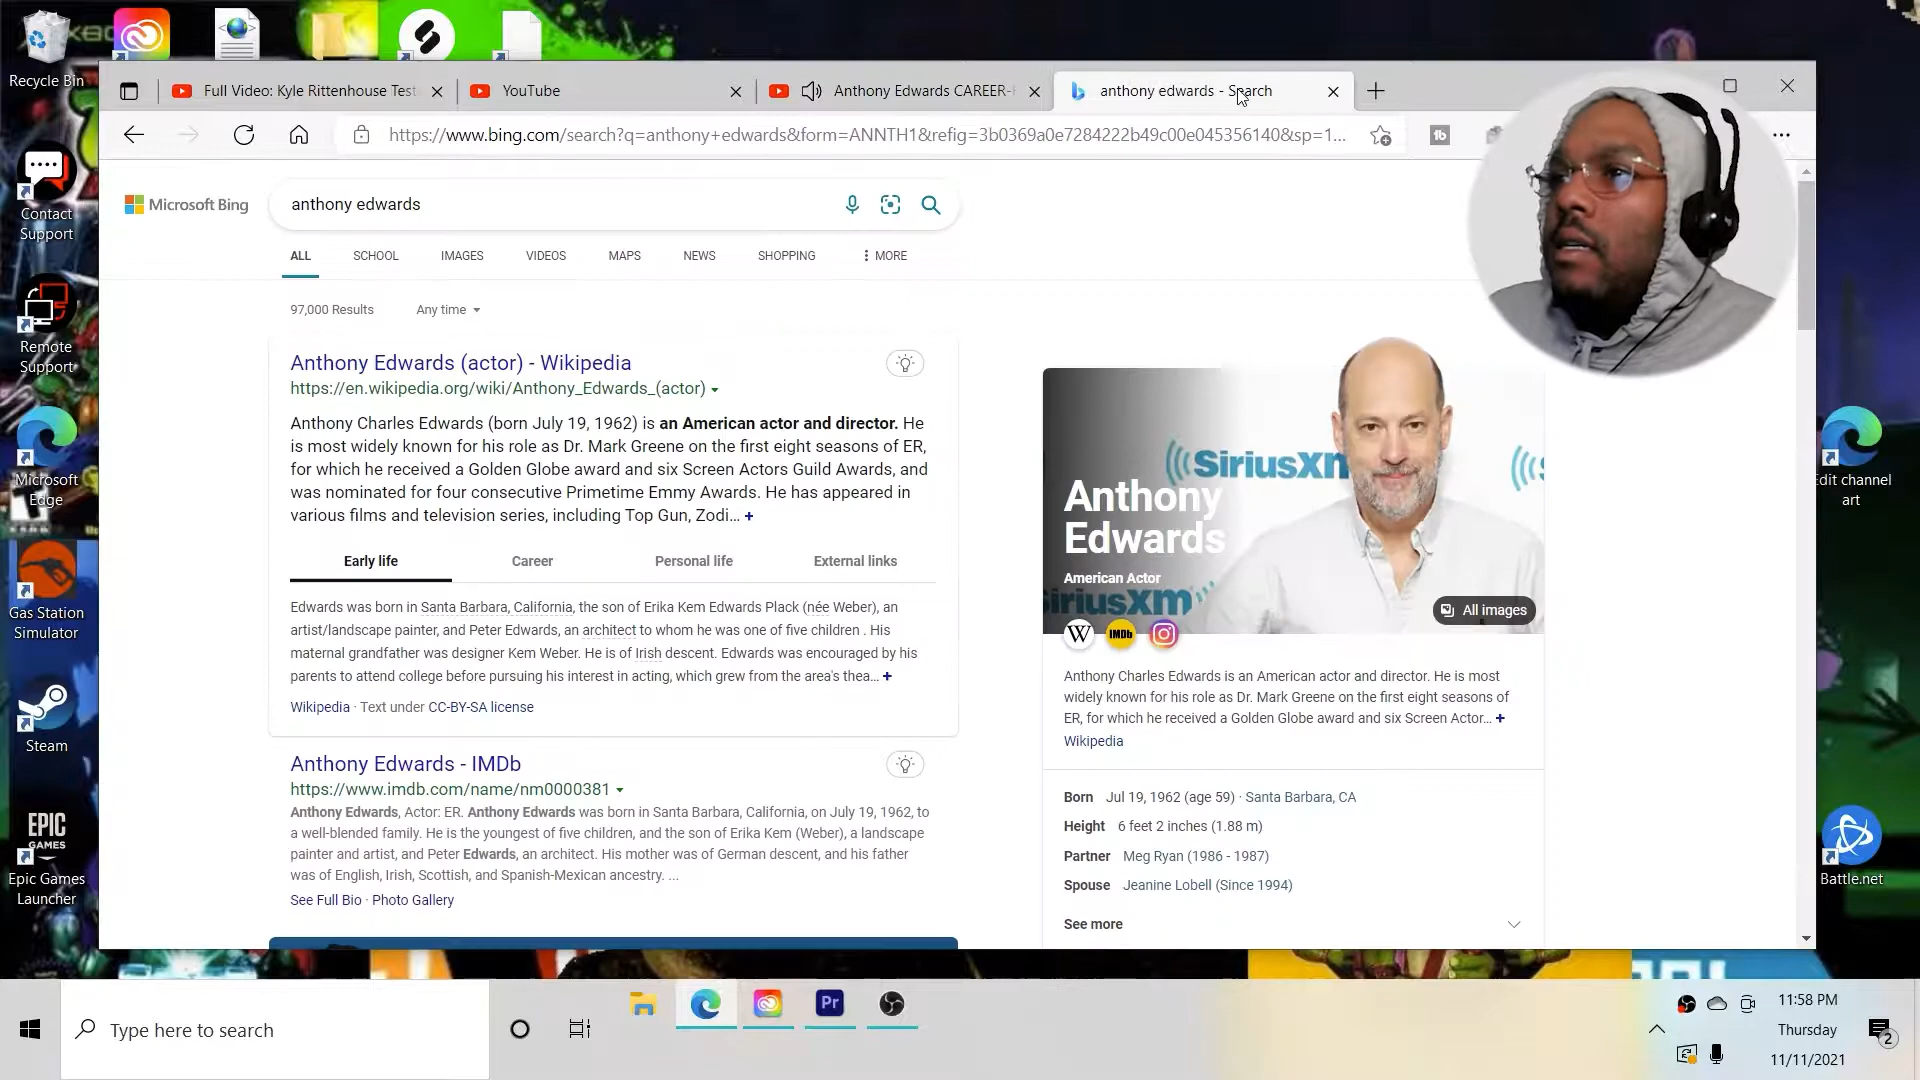 Recycle Bin
Full Video: Kyle Rittenhouse Test
YouTube
Anthony Edwards CAREER-
anthony edwards - Search
https://www.bing.com/search?q=anthony+edwards&form=ANNTH1&refig=3b0369a0e7284222b49c00e045356140&sp=1...
Microsoft Bing
anthony edwards
ALL
SCHOOL
IMAGES
VIDEOS
MAPS
NEWS
SHOPPING
MORE
97,000 Results
Any time
Anthony Edwards (actor) - Wikipedia
https://en.wikipedia.org/wiki/Anthony_Edwards_(actor)
Anthony Charles Edwards (born July 19, 1962) is an American actor and director. He
is most widely known for his role as Dr. Mark Greene on the first eight seasons of ER,
for which he received a Golden Globe award and six Screen Actors Guild Awards, and
was nominated for four consecutive Primetime Emmy Awards. He has appeared in
various films and television series, including Top Gun, Zodi... +
Early life
Career
Personal life
External links
Edwards was born in Santa Barbara, California, the son of Erika Kem Edwards Plack (née Weber), an
artist/landscape painter, and Peter Edwards, an architect to whom he was one of five children . His
maternal grandfather was designer Kem Weber. He is of Irish descent. Edwards was encouraged by his
parents to attend college before pursuing his interest in acting, which grew from the area's thea... +
Wikipedia · Text under CC-BY-SA license
Anthony Edwards - IMDb
https://www.imdb.com/name/nm0000381
Anthony Edwards, Actor: ER. Anthony Edwards was born in Santa Barbara, California, on July 19, 1962, to
a well-blended family. He is the youngest of five children, and the son of Erika Kem (Weber), a landscape
painter and artist, and Peter Edwards, an architect. His mother was of German descent, and his father
was of English, Irish, Scottish, and Spanish-Mexican ancestry. ...
See Full Bio · Photo Gallery
SiriusXm
Anthony
Edwards
American Actor
siriusxm
All images
W
IMDb
Anthony Charles Edwards is an American actor and director. He is most
widely known for his role as Dr. Mark Greene on the first eight seasons of
ER, for which he received a Golden Globe award and six Screen Actor... +
Wikipedia
Born Jul 19, 1962 (age 59) · Santa Barbara, CA
Height 6 feet 2 inches (1.88 m)
Partner Meg Ryan (1986 - 1987)
Spouse Jeanine Lobell (Since 1994)
See more
Contact
Support
Remote
Support
Microsoft
Edge
Gas Station
Simulator
Steam
EPIC
GAMES
Epic Games
Launcher
Edit channel
art
Battle.net
Type here to search
Pr
11:58 PM
Thursday
11/11/2021
2